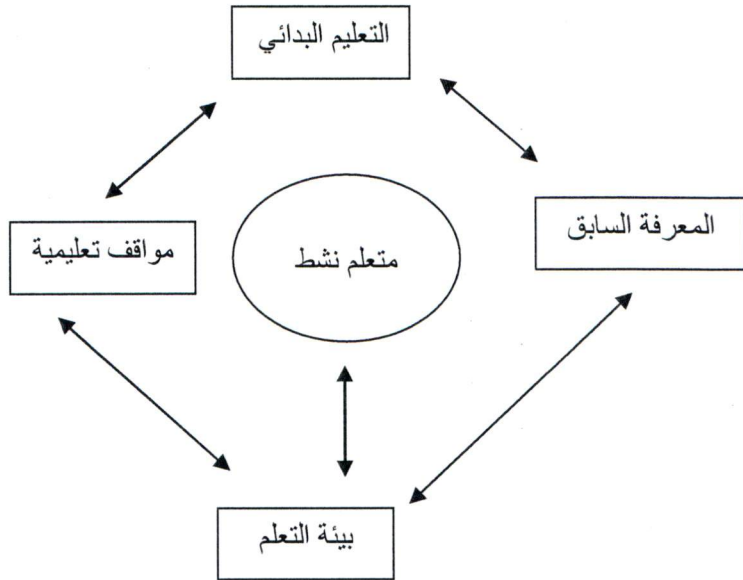 التعليم البدائي
المعرفة السابق
مواقف تعليمية
متعلم نشط
بيئة التعلم